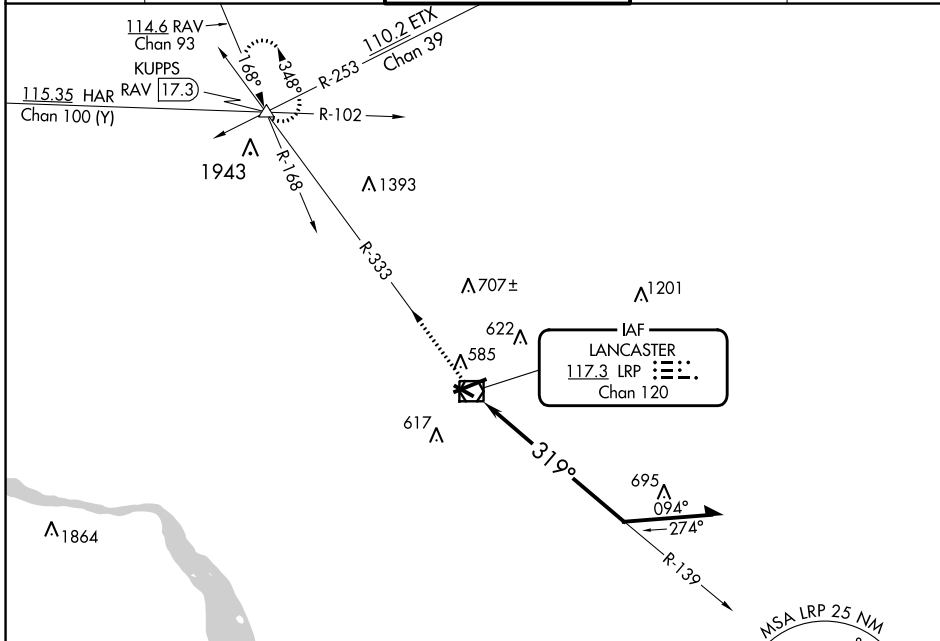 114.6 RAV
Chan 93
110.2 ETX
Chan 39
168°
348°
R-253
KUPPS
RAV 17.3
115.35 HAR
Chan 100 (Y)
R-102
1943
R-168
1393
R-333
707±
1201
622
585
IAF
LANCASTER
117.3 LRP
Chan 120
617
319°
695
094°
274°
1864
R-139
MSA LRP 25 NM